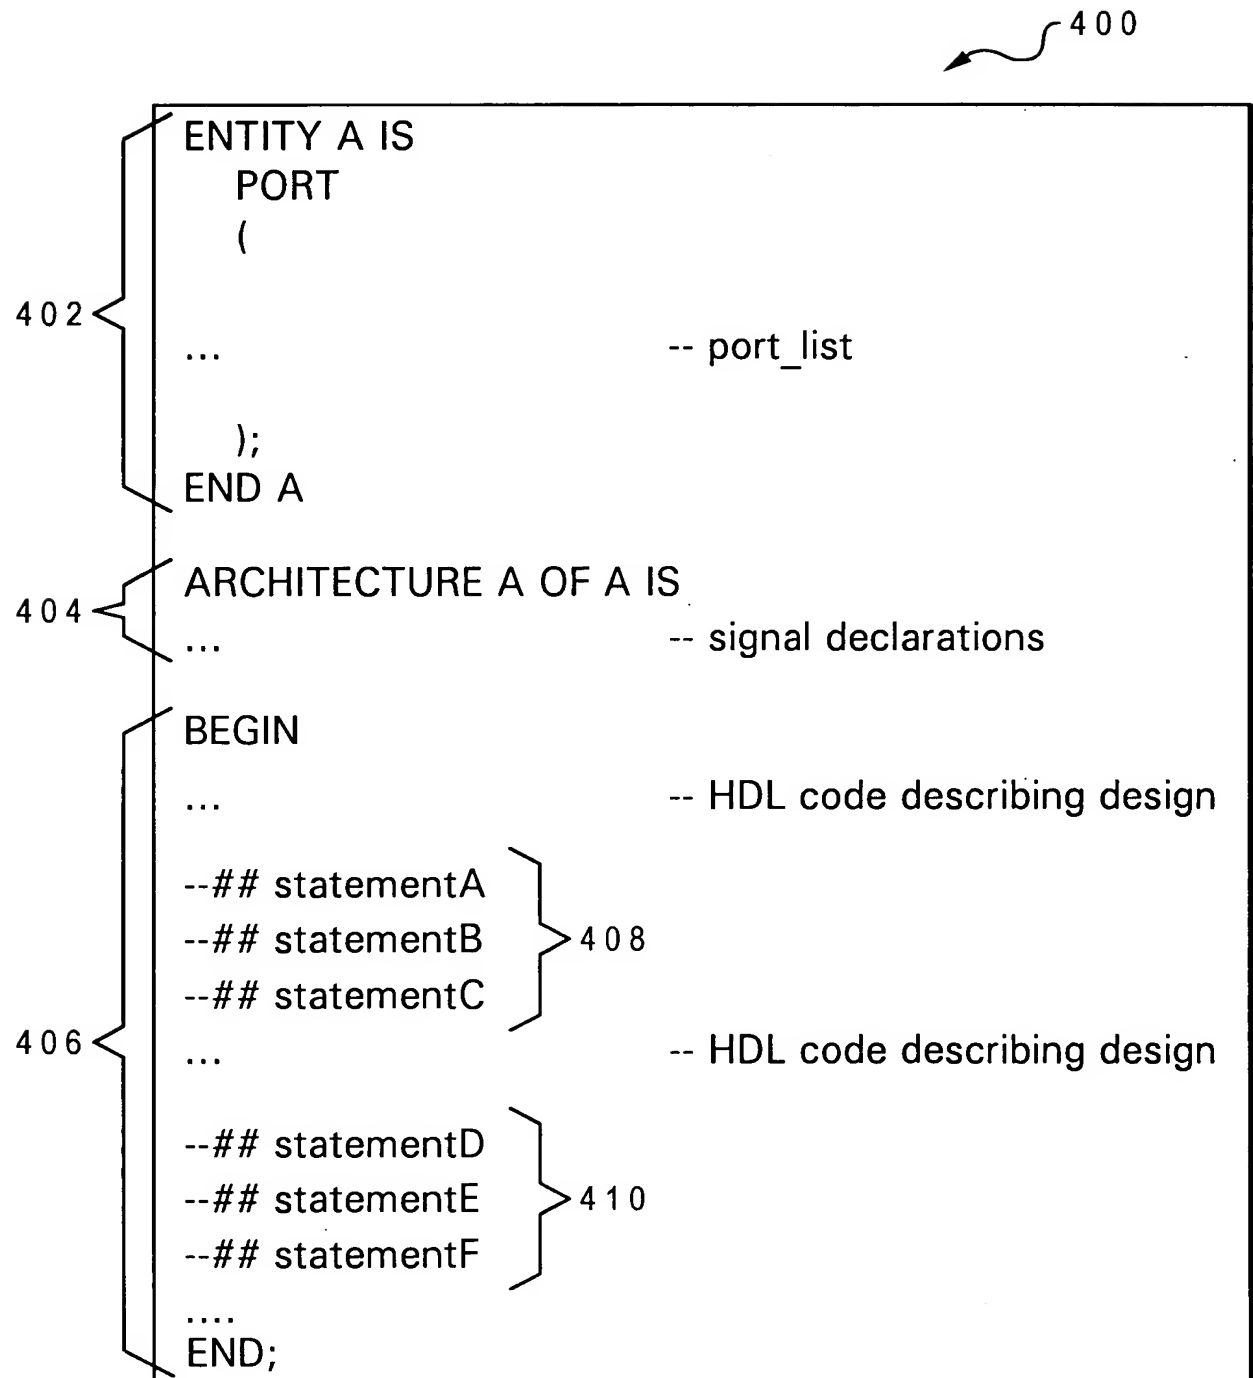 400
ENTITY A IS
PORT
(
402
... -- port_list
);
END A
ARCHITECTURE A OF A IS
404
... -- signal declarations
BEGIN
... -- HDL code describing design
--## statementA
--## statementB 408
--## statementC
406
... -- HDL code describing design
--## statementD
--## statementE 410
--## statementF
....
END;